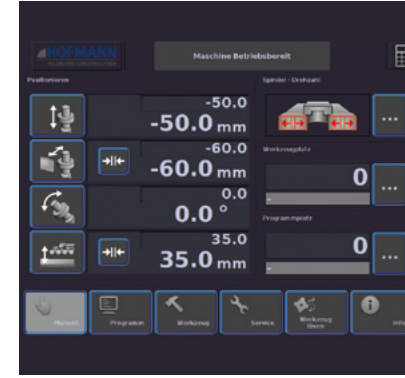 HOFMANN
Maschine Betriebsbereit
Positionieren
Spindel - Drehzahl
-50.0
-50.0 mm
...
-60.0
-60.0 mm
Werkzeugplatz
0
...
-
0.0
0.0 °
Programmplatz
35.0
35.0 mm
0
...
-
Manuell
Programm
Werkzeug
Service
Werkzeug
lösen
Info